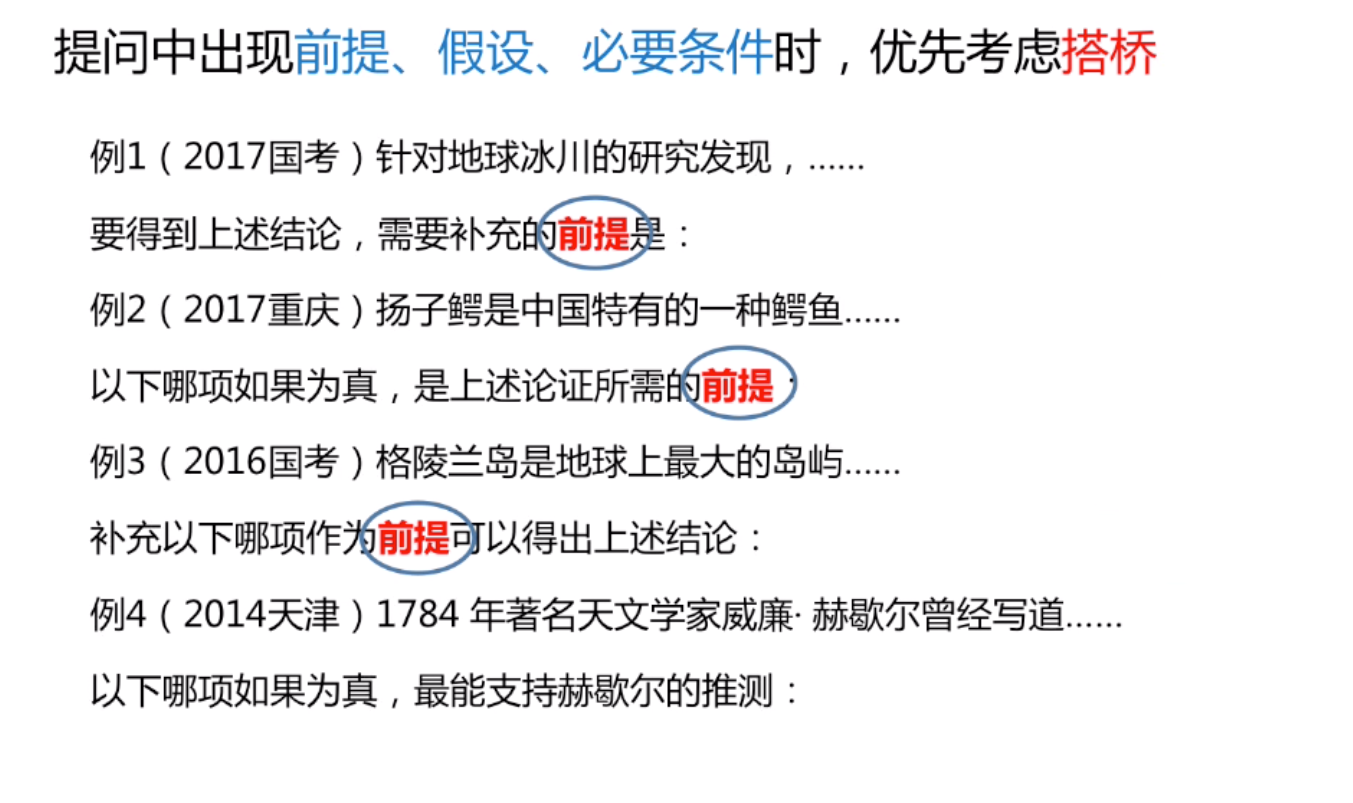 提问中出现前提、假设、必要条件时，优先考虑搭桥
例1（2017国考）针对地球冰川的研究发现，……
要得到上述结论，需要补充的前提是：
例2（2017重庆）扬子鳄是中国特有的一种鳄鱼……
以下哪项如果为真，是上述论证所需的前提：
例3（2016国考）格陵兰岛是地球上最大的岛屿……
补充以下哪项作为前提可以得出上述结论：
例4（2014天津）1784 年著名天文学家威廉· 赫歇尔曾经写道……
以下哪项如果为真，最能支持赫歇尔的推测：